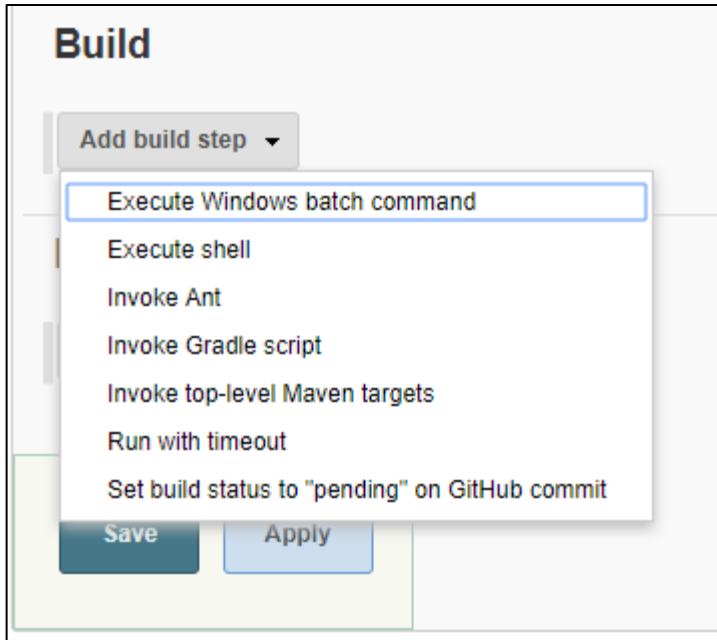 Build
Add build step
Execute Windows batch command
Execute shell
Invoke Ant
Invoke Gradle script
Invoke top-level Maven targets
Run with timeout
Set build status to "pending" on GitHub commit
Save Apply